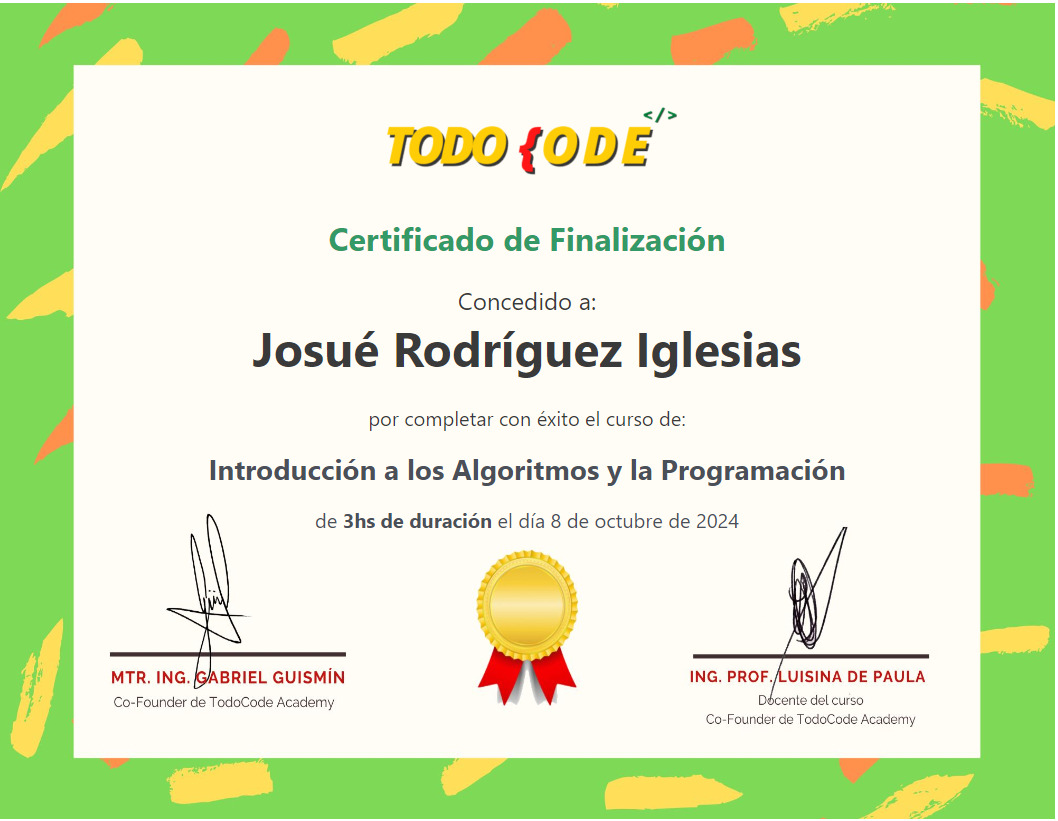 </>
TODO {ODE
Certificado de Finalización
Concedido a:
Josué Rodríguez Iglesias
por completar con éxito el curso de:
Introducción a los Algoritmos y la Programación
de 3hs de duración el día 8 de octubre de 2024
MTR. ING. GABRIEL GUISMÍN
Co-Founder de TodoCode Academy
ING. PROF. LUISINA DE PAULA
Docente del curso
Co-Founder de TodoCode Academy